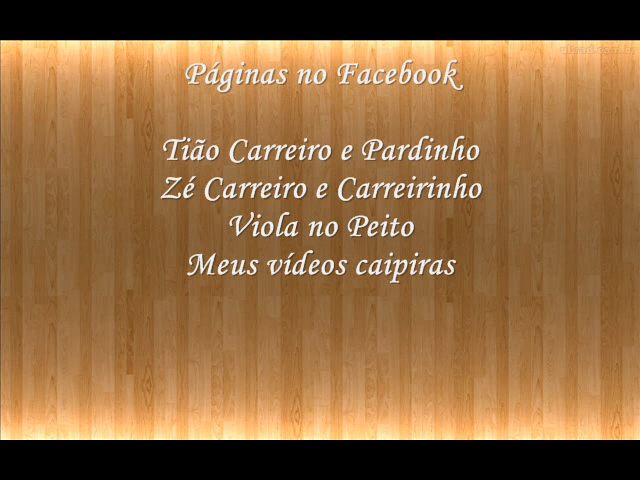 Páginas no Facebook
Tião Carreiro e Pardinho
Zé Carreiro e Carreirinho
Viola no Peito
Meus vídeos caipiras